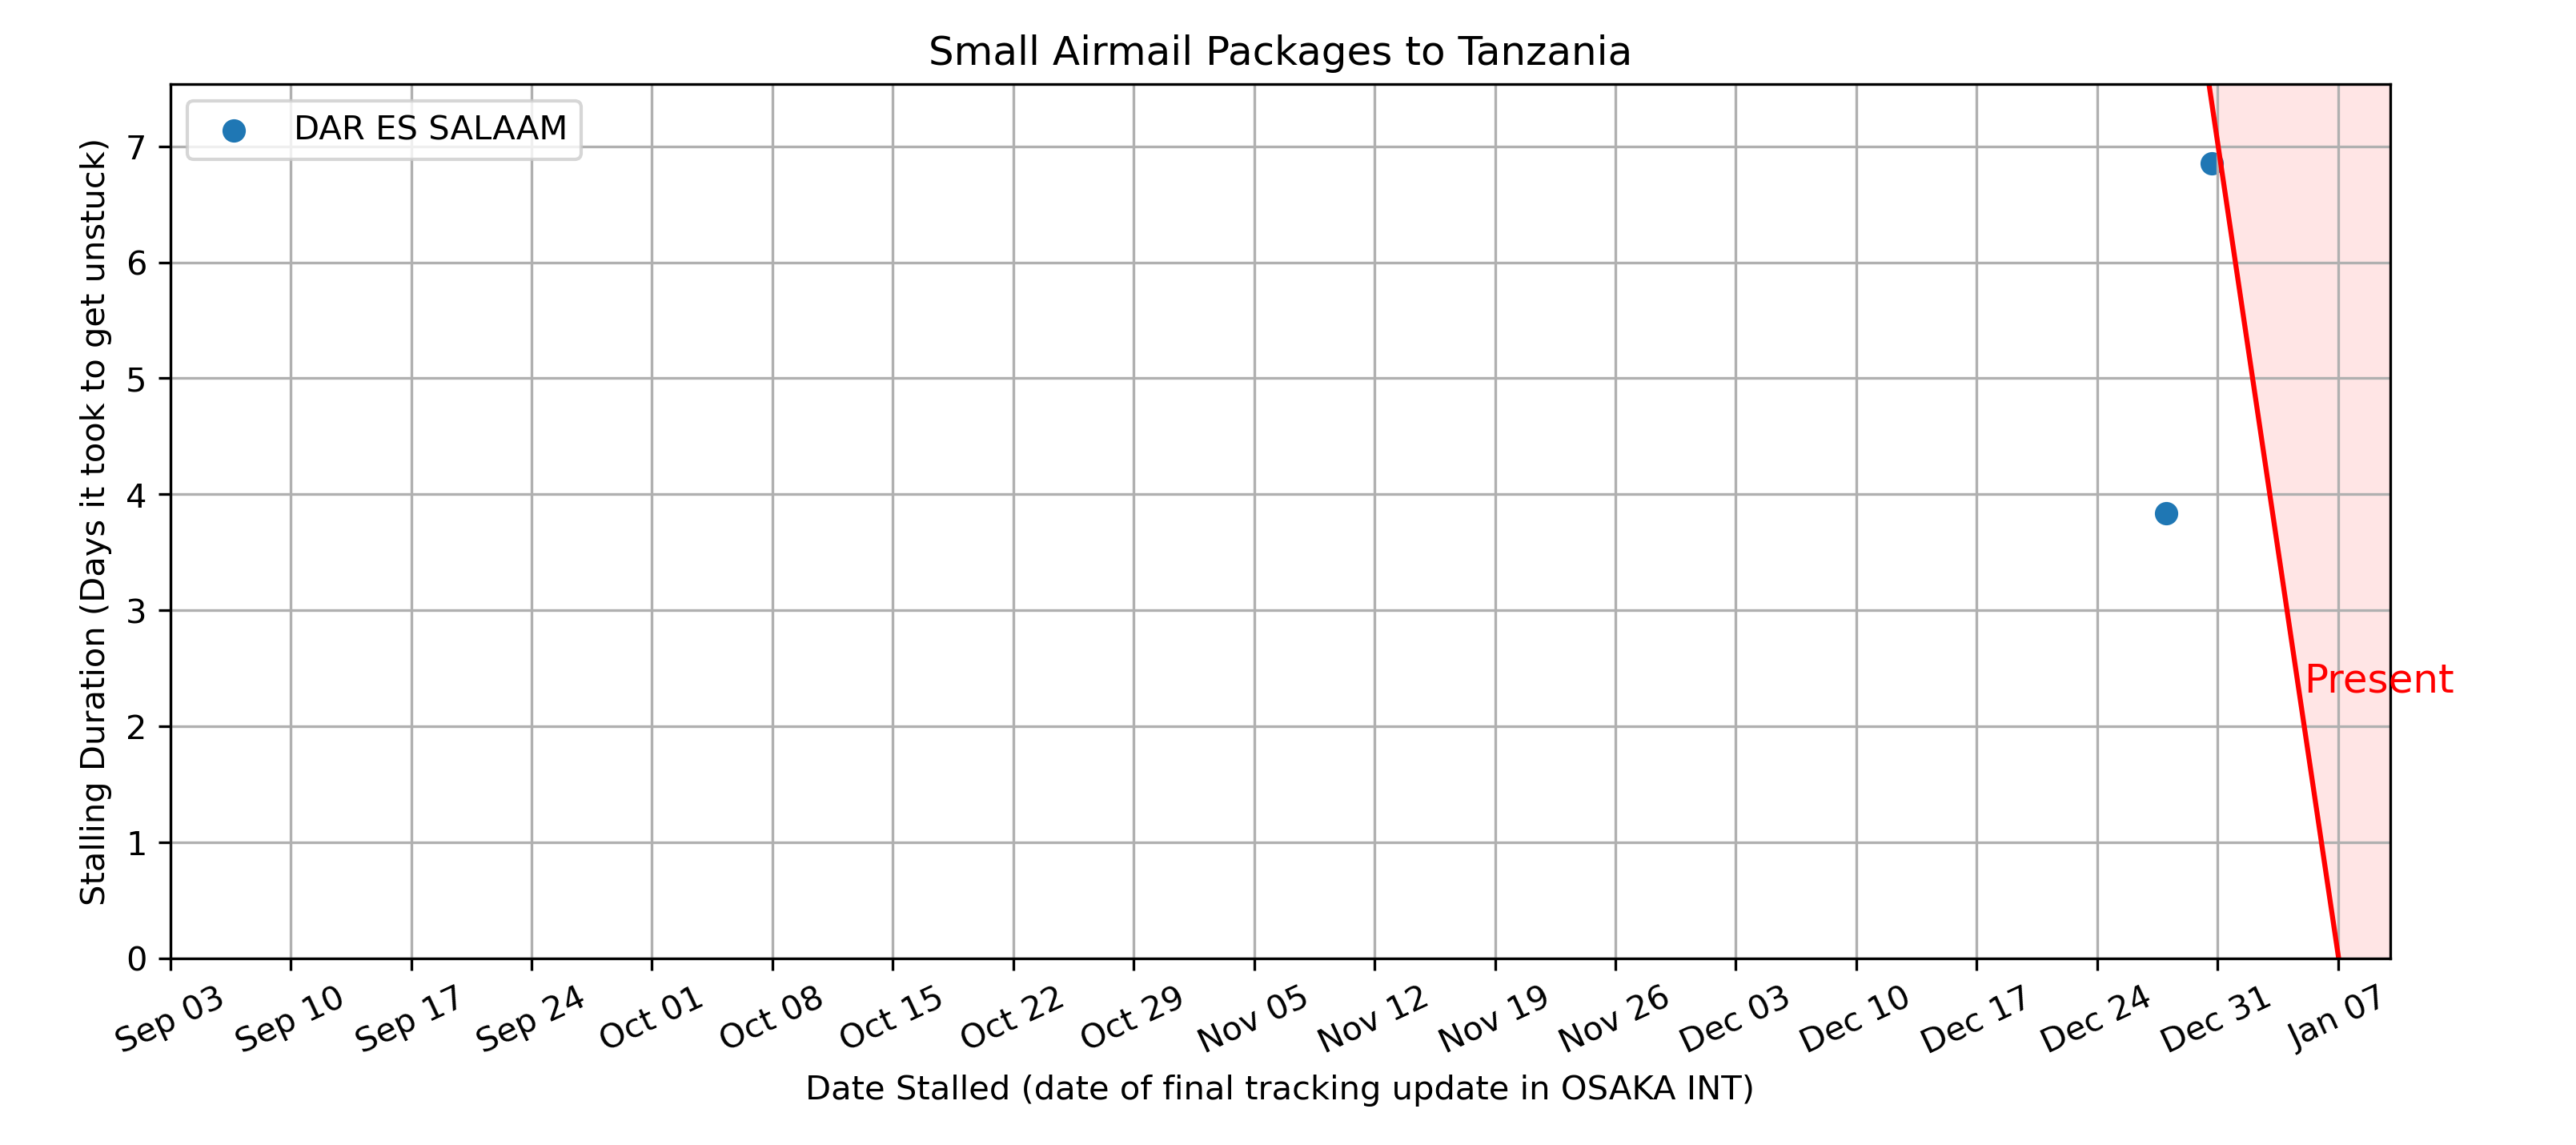 Small Airmail Packages to Tanzania
DAR ES SALAAM
Stalling Duration (Days it took to get unstuck)
7
6
5
4
3
2
1
0
Present
Sep 03
Sep 10
Sep 17
Sep 24
Oct 01
Oct 08
Oct 15
Oct 22
Oct 29
Nov 05
Nov 12
Nov 19
Nov 26
Dec 03
Dec 10
Dec 17
Dec 24
Dec 31
Jan 07
Date Stalled (date of final tracking update in OSAKA INT)